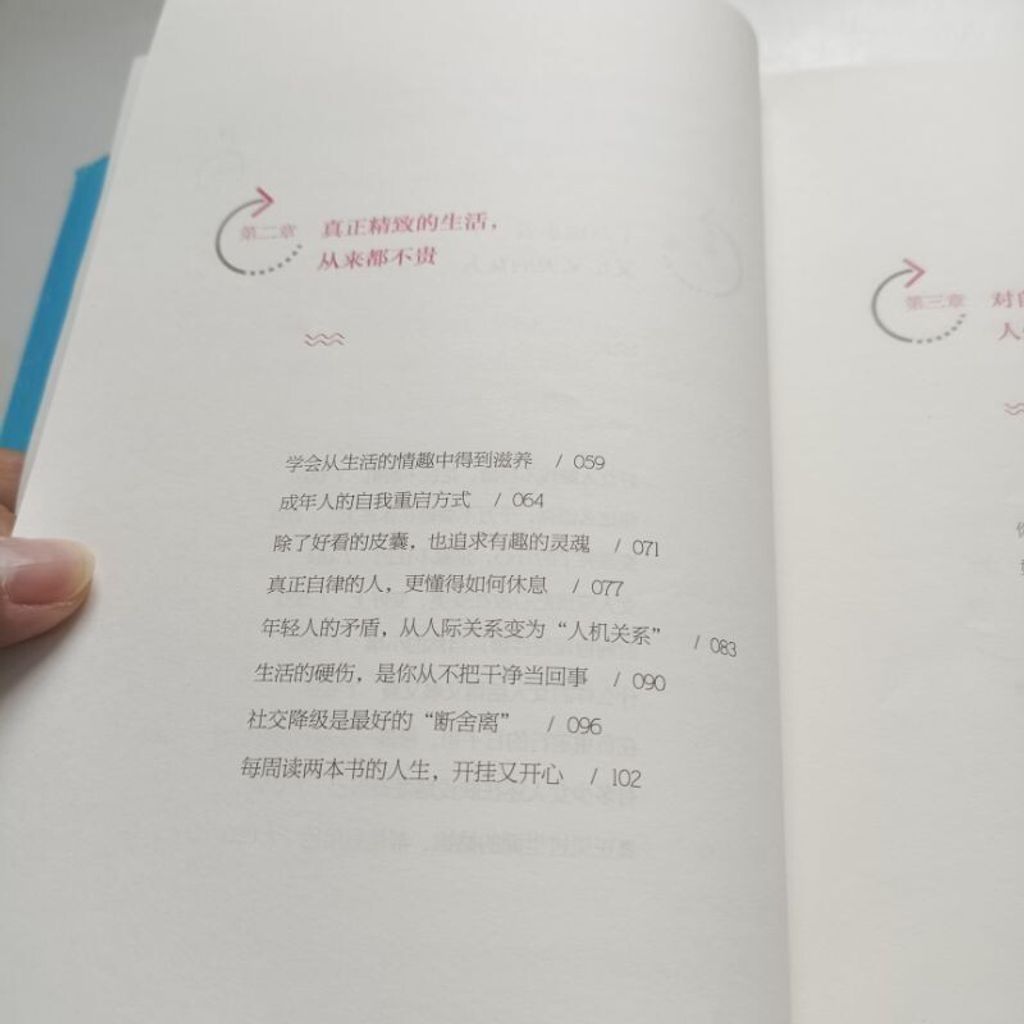 第二章
真正精致的生活，
从来都不贵
学会从生活的情趣中得到滋养 / 059
成年人的自我重启方式 / 064
除了好看的皮囊，也追求有趣的灵魂 / 071
真正自律的人，更懂得如何休息 / 077
年轻人的矛盾，从人际关系变为“人机关系” / 083
生活的硬伤，是你从不把干净当回事 / 090
社交降级是最好的“断舍离” / 096
每周读两本书的人生，开挂又开心 / 102
第三章
对
人